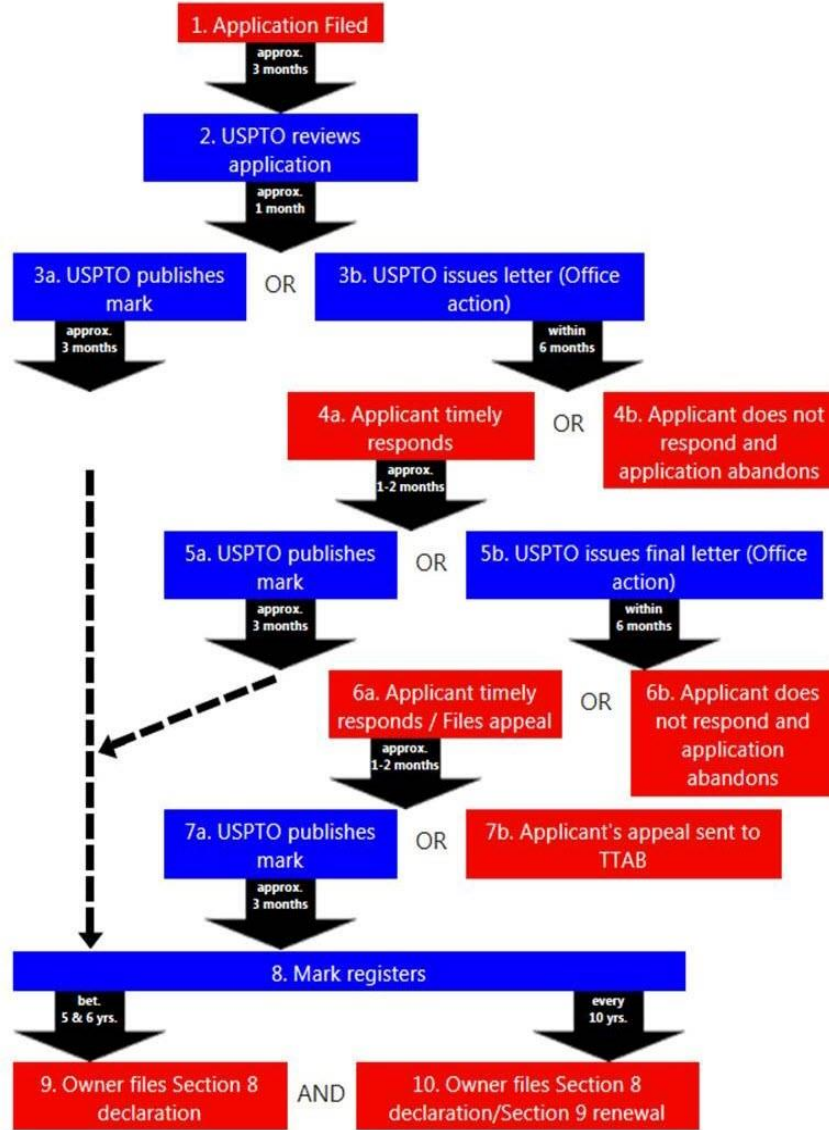 1. Application Filed
approx.
3 months
2. USPTO reviews
application
approx.
1 month
3a. USPTO publishes
mark
OR
3b. USPTO issues letter (Office
action)
approx.
3 months
within
6 months
4a. Applicant timely
responds
OR
4b. Applicant does not
respond and
application abandons
approx.
1-2 months
5a. USPTO publishes
mark
OR
5b. USPTO issues final letter (Office
action)
approx.
3 months
within
6 months
6a. Applicant timely
responds / Files appeal
OR
6b. Applicant does
not respond and
application
abandons
approx.
1-2 months
7a. USPTO publishes
mark
OR
7b. Applicant's appeal sent to
TTAB
approx.
3 months
8. Mark registers
bet.
5 & 6 yrs.
every
10 yrs.
9. Owner files Section 8
declaration
AND
10. Owner files Section 8
declaration/Section 9 renewal